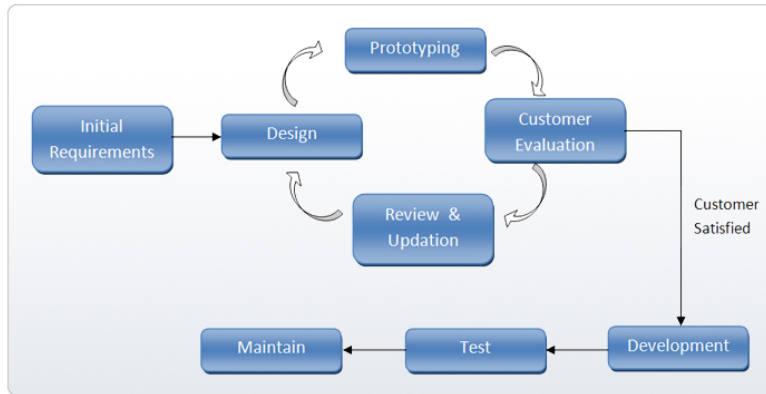 Prototyping
Initial
Requirements
Design
Customer
Evaluation
Review &
Updation
Customer
Satisfied
Maintain
Test
Development